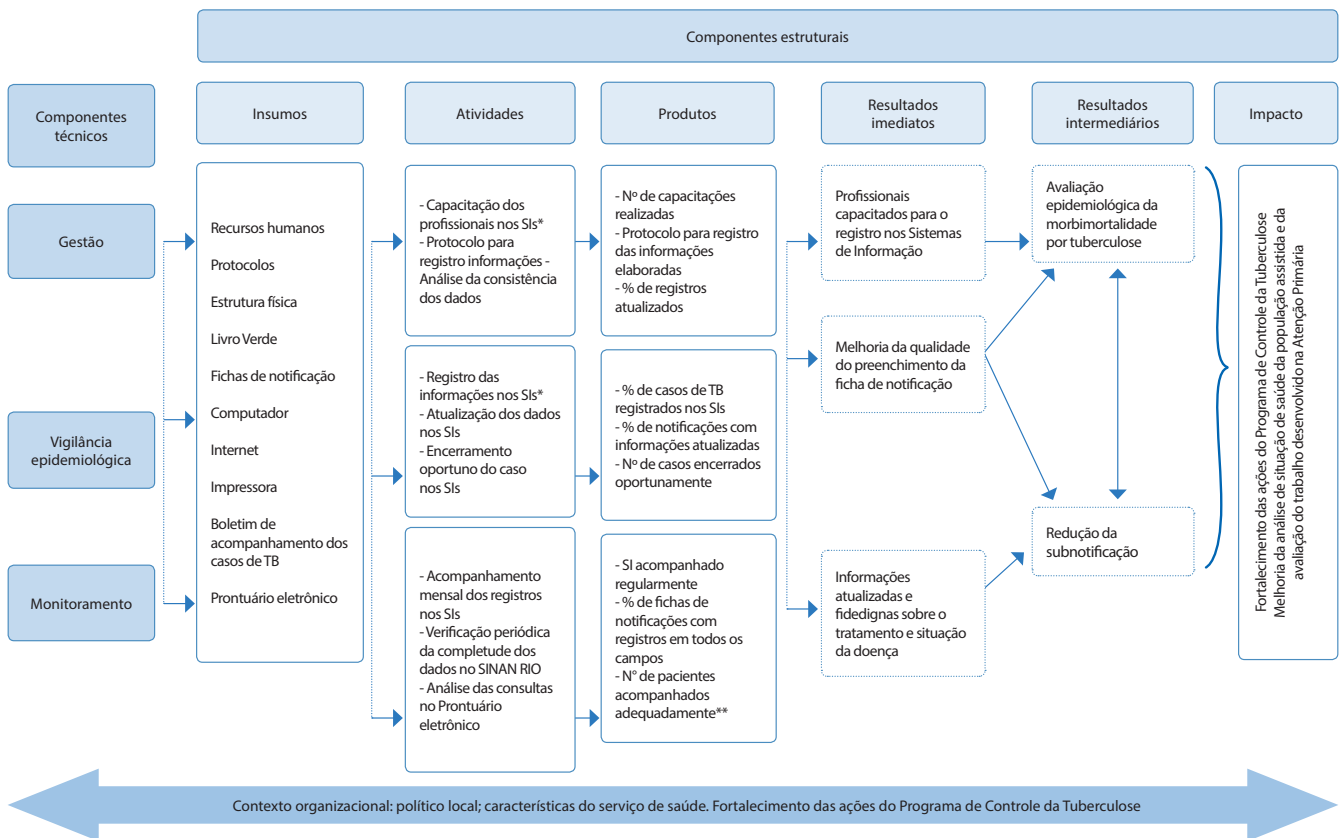 Componentes estruturais
Componentes
técnicos
Insumos
Atividades
Produtos
Resultados
imediatos
Resultados
intermediários
Impacto
Gestão
Vigilância
epidemiológica
Monitoramento
Recursos humanos
Protocolos
Estrutura física
Livro Verde
Fichas de notificação
Computador
Internet
Impressora
Boletim de
acompanhamento dos
casos de TB
Prontuário eletrônico
- Capacitação dos
profissionais nos SIs*
- Protocolo para
registro informações -
Análise da consistência
dos dados
- Registro das
informações nos SIs*
- Atualização dos dados
nos SIs
- Encerramento
oportuno do caso
nos SIs
- Acompanhamento
mensal dos registros
nos SIs
- Verificação periódica
da completude dos
dados no SINAN RIO
- Análise das consultas
no Prontuário
eletrônico
- Nº de capacitações
realizadas
- Protocolo para registro
das informações
elaboradas
- % de registros
atualizados
- % de casos de TB
registrados nos SIs
- % de notificações com
informações atualizadas
- Nº de casos encerrados
oportunamente
- SI acompanhado
regularmente
- % de fichas de
notificações com
registros em todos os
campos
- N° de pacientes
acompanhados
adequadamente**
Profissionais
capacitados para o
registro nos Sistemas
de Informação
Melhoria da qualidade
do preenchimento da
ficha de notificação
Informações
atualizadas e
fidedignas sobre o
tratamento e situação
da doença
Avaliação
epidemiológica da
morbimortalidade
por tuberculose
Redução da
subnotificação
Fortalecimento das ações do Programa de Controle da Tuberculose
Melhoria da análise de situação de saúde da população assistida e da
avaliação do trabalho desenvolvido na Atenção Primária
Contexto organizacional: político local; características do serviço de saúde. Fortalecimento das ações do Programa de Controle da Tuberculose